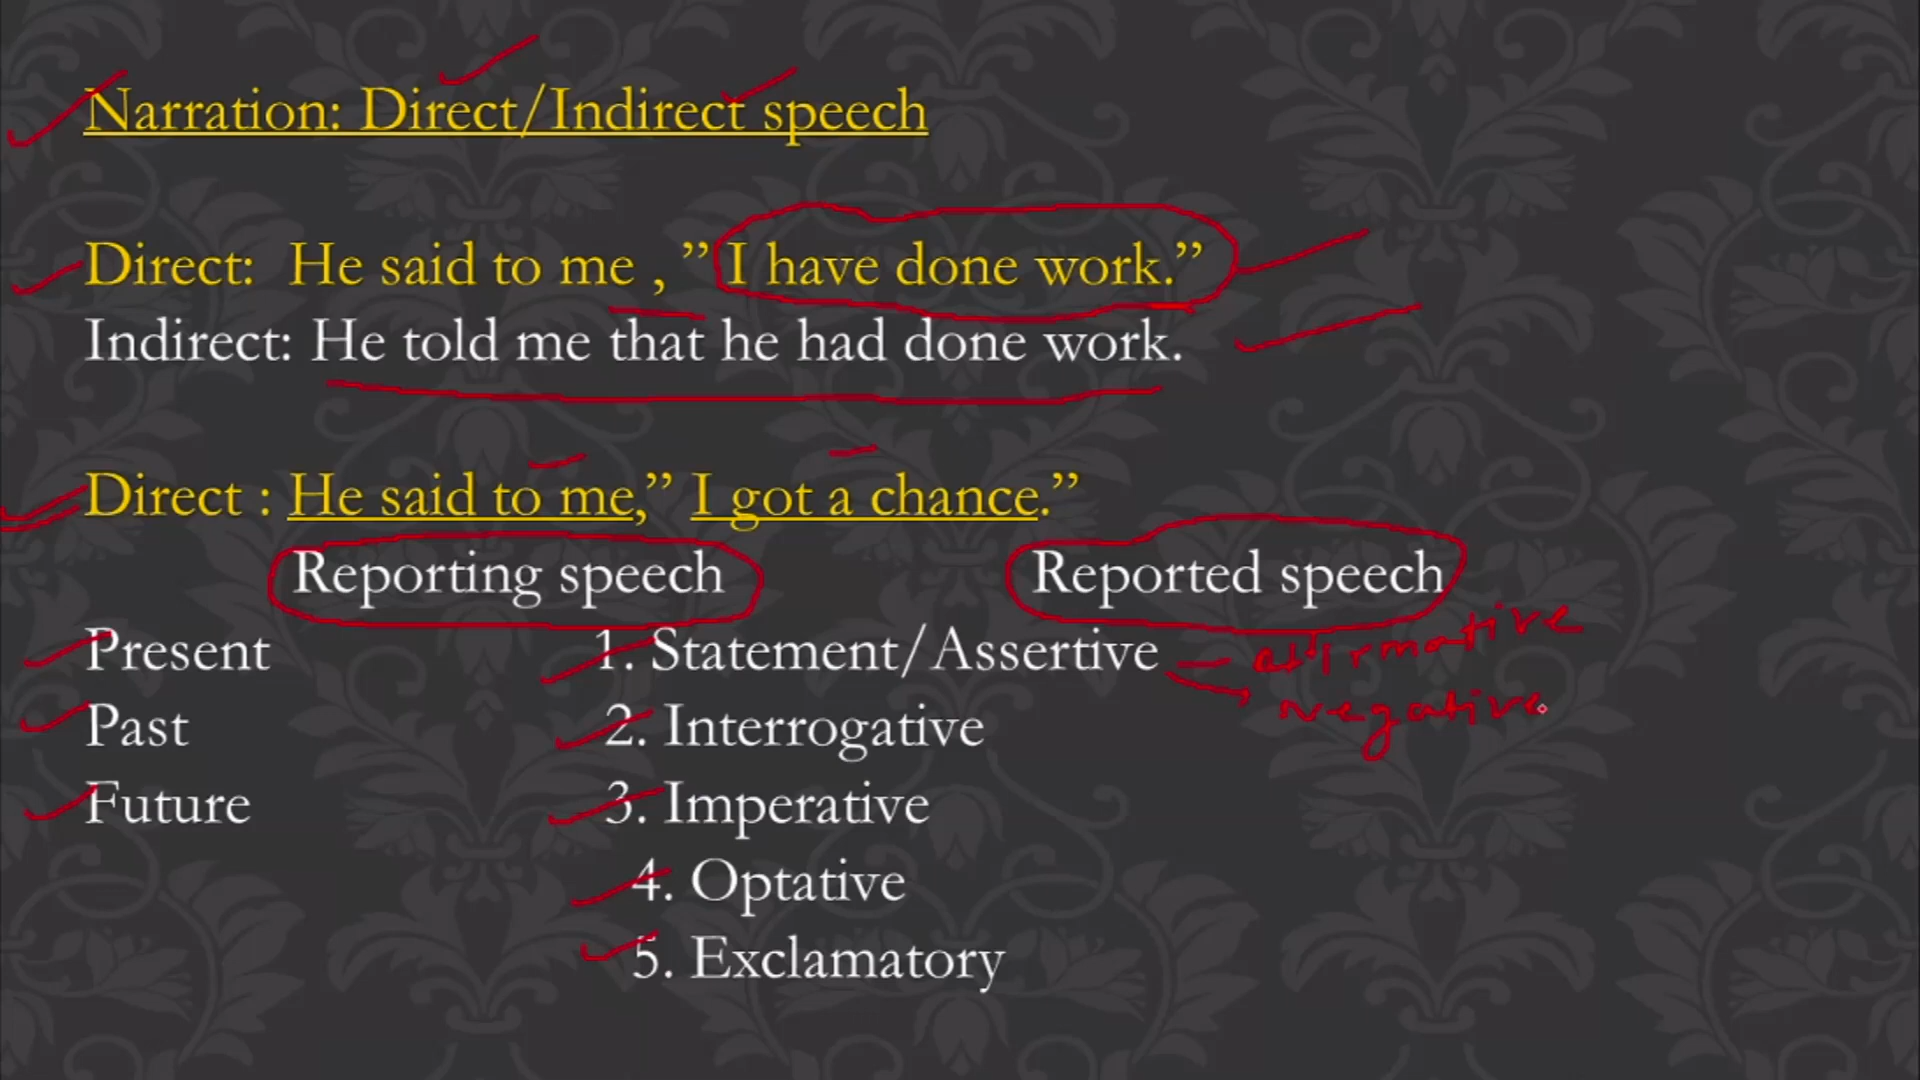 Narration: Direct/Indirect speech
Direct: He said to me , ” I have done work.”
Indirect: He told me that he had done work.
Direct : He said to me,” I got a chance.”
Reporting speech Reported speech
Present 1. Statement/Assertive affirmative
Past 2. Interrogative negative
Future 3. Imperative
4. Optative
5. Exclamatory